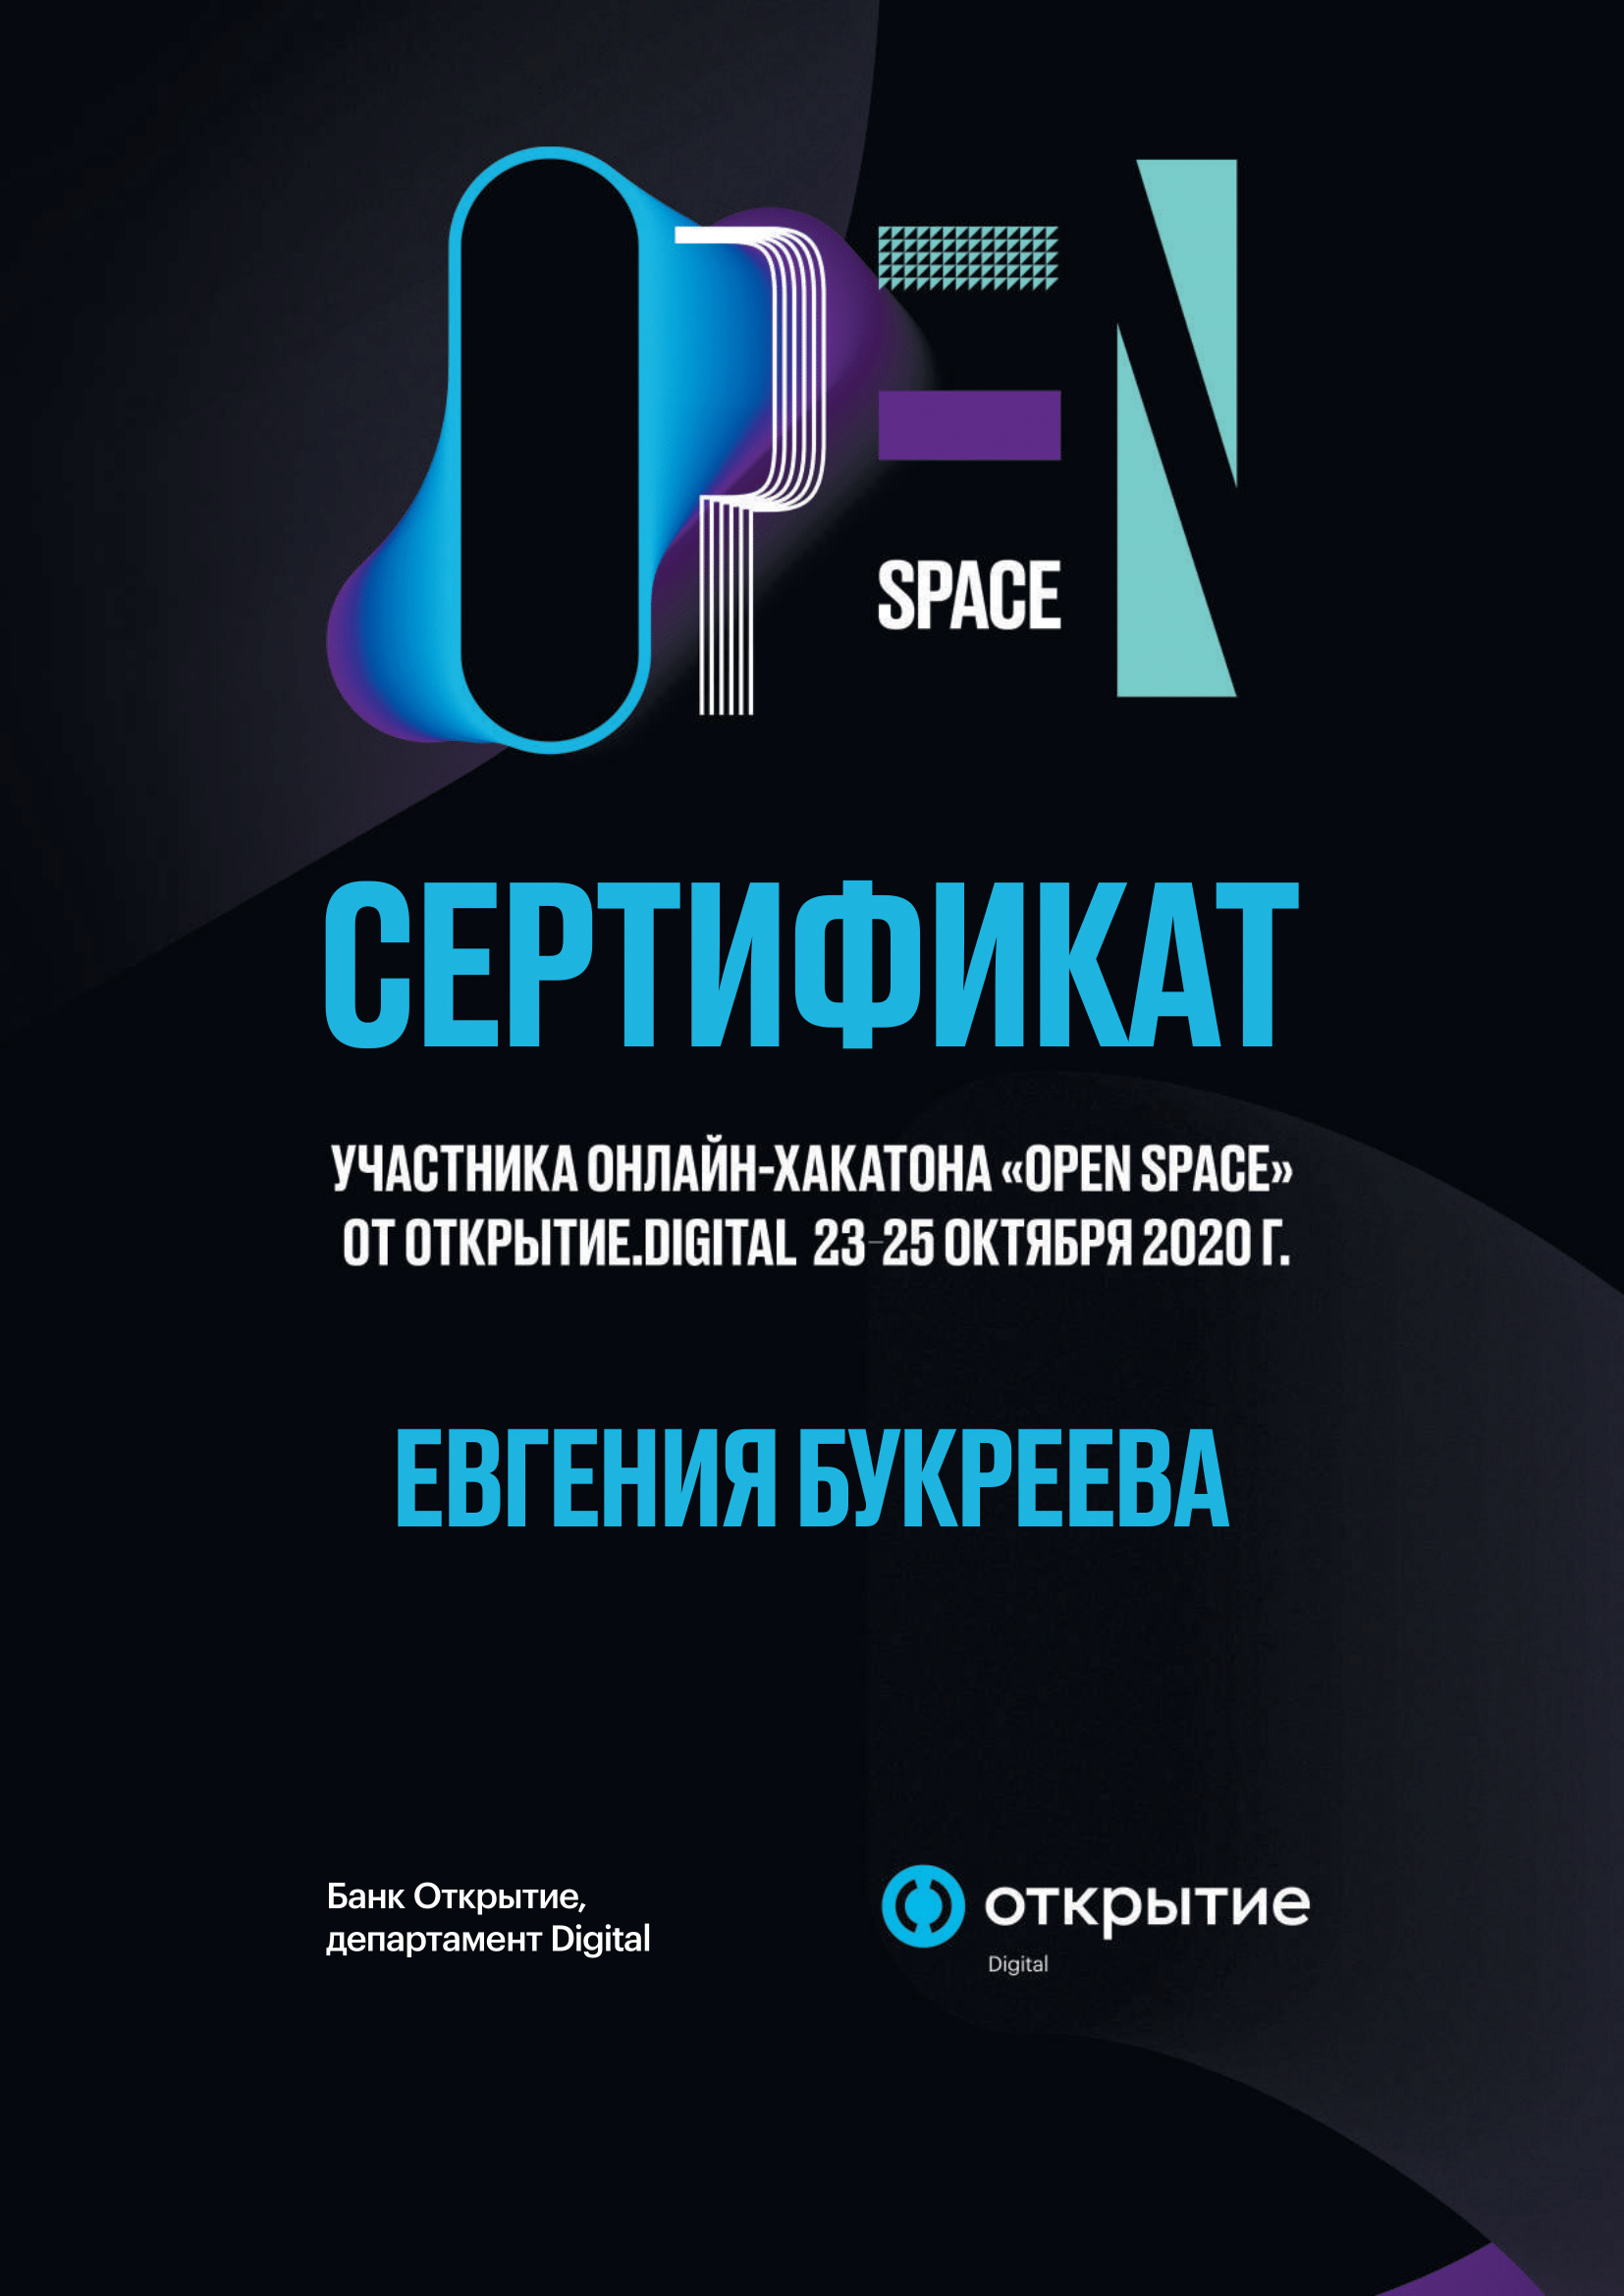 OPEN
SPACE
СЕРТИФИКАТ
УЧАСТНИКА ОНЛАЙН-ХАКАТОНА «OPEN SPACE»
ОТ ОТКРЫТИЕ.DIGITAL 23–25 ОКТЯБРЯ 2020 Г.
ЕВГЕНИЯ БУКРЕЕВА
Банк Открытие,
департамент Digital
открытие
Digital